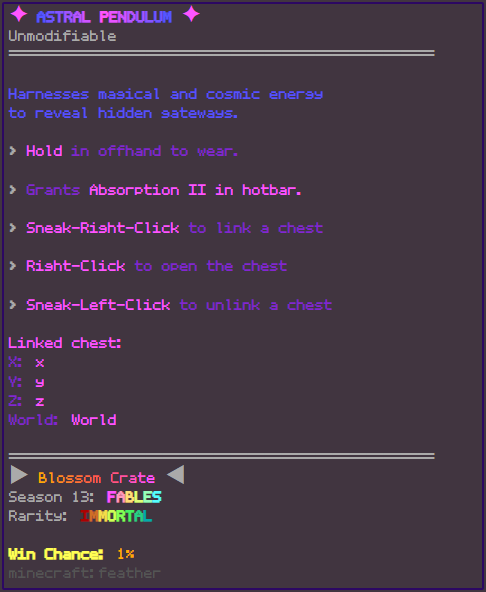 ✦ ASTRAL PENDULUM ✦
Unmodifiable
Harnesses magical and cosmic energy
to reveal hidden gateways.
> Hold in offhand to wear.
> Grants Absorption II in hotbar.
> Sneak-Right-Click to link a chest
> Right-Click to open the chest
> Sneak-Left-Click to unlink a chest
Linked chest:
X: x
Y: y
Z: z
World: World
▶ Blossom Crate ◀
Season 13: FABLES
Rarity: IMMORTAL
Win Chance: 1%
minecraft:feather